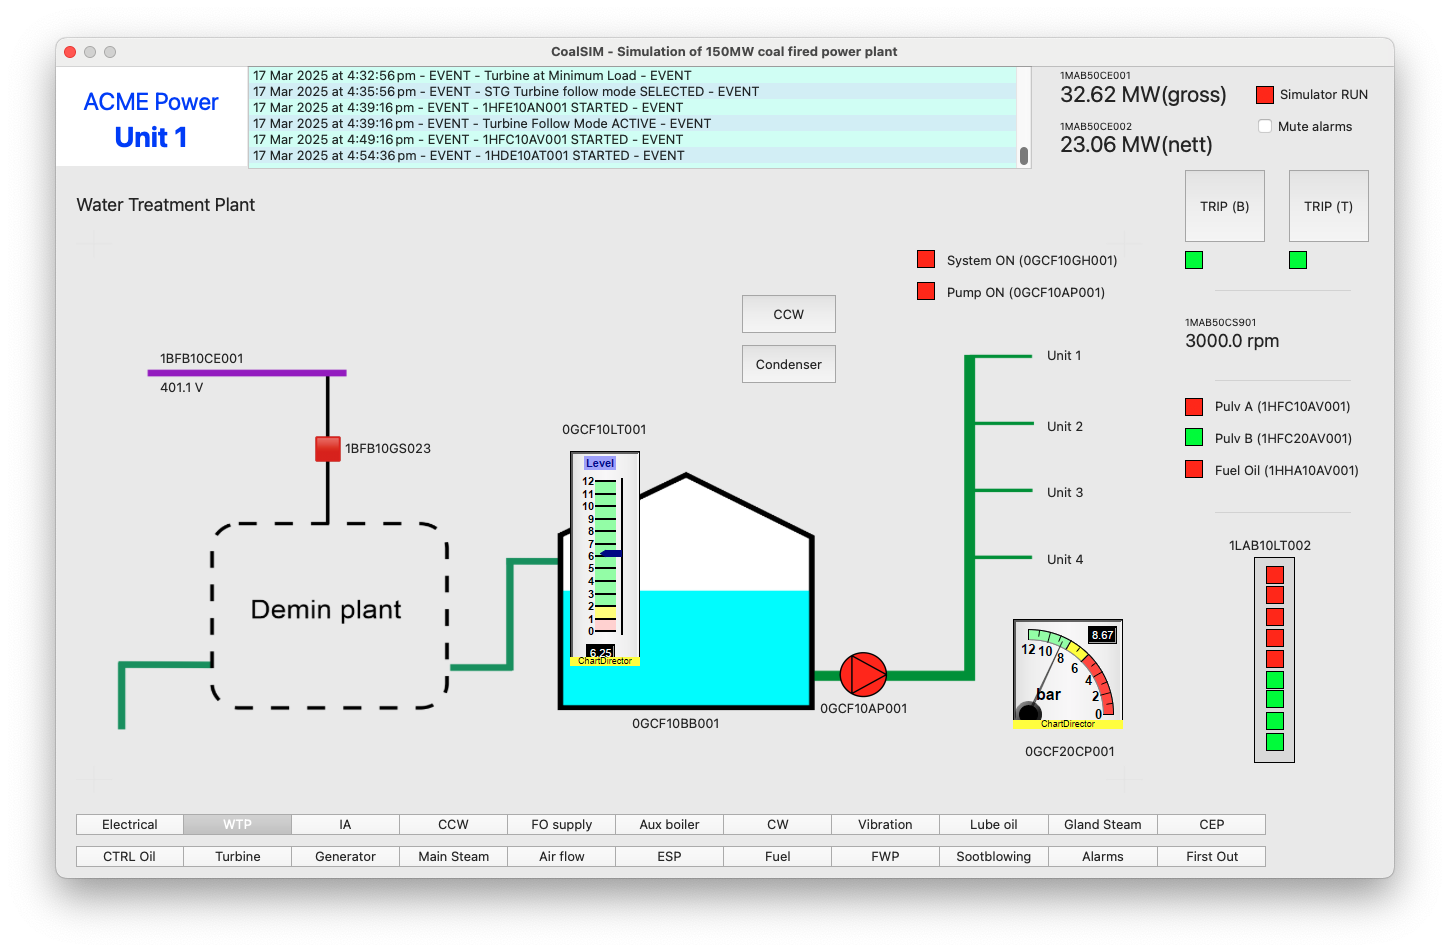 CoalSIM - Simulation of 150MW coal fired power plant
ACME Power
Unit 1
17 Mar 2025 at 4:32:56 pm - EVENT - Turbine at Minimum Load - EVENT
17 Mar 2025 at 4:35:56 pm - EVENT - STG Turbine follow mode SELECTED - EVENT
17 Mar 2025 at 4:39:16 pm - EVENT - 1HFE10AN001 STARTED - EVENT
17 Mar 2025 at 4:39:16 pm - EVENT - Turbine Follow Mode ACTIVE - EVENT
17 Mar 2025 at 4:49:16 pm - EVENT - 1HFC10AV001 STARTED - EVENT
17 Mar 2025 at 4:54:36 pm - EVENT - 1HDE10AT001 STARTED - EVENT
1MAB50CE001
32.62 MW(gross)
1MAB50CE002
23.06 MW(nett)
Simulator RUN
Mute alarms
TRIP (B)
TRIP (T)
Water Treatment Plant
System ON (0GCF10GH001)
Pump ON (0GCF10AP001)
CCW
Condenser
1BFB10CE001
401.1 V
1BFB10GS023
Demin plant
0GCF10LT001
Level
12
11
10
9
8
7
6
5
4
3
2
1
0
6.25
ChartDirector
0GCF10BB001
0GCF10AP001
Unit 1
Unit 2
Unit 3
Unit 4
8.67
12 10 8 6 4 2 0
bar
ChartDirector
0GCF20CP001
1MAB50CS901
3000.0 rpm
Pulv A (1HFC10AV001)
Pulv B (1HFC20AV001)
Fuel Oil (1HHA10AV001)
1LAB10LT002
Electrical WTP IA CCW FO supply Aux boiler CW Vibration Lube oil Gland Steam CEP
CTRL Oil Turbine Generator Main Steam Air flow ESP Fuel FWP Sootblowing Alarms First Out